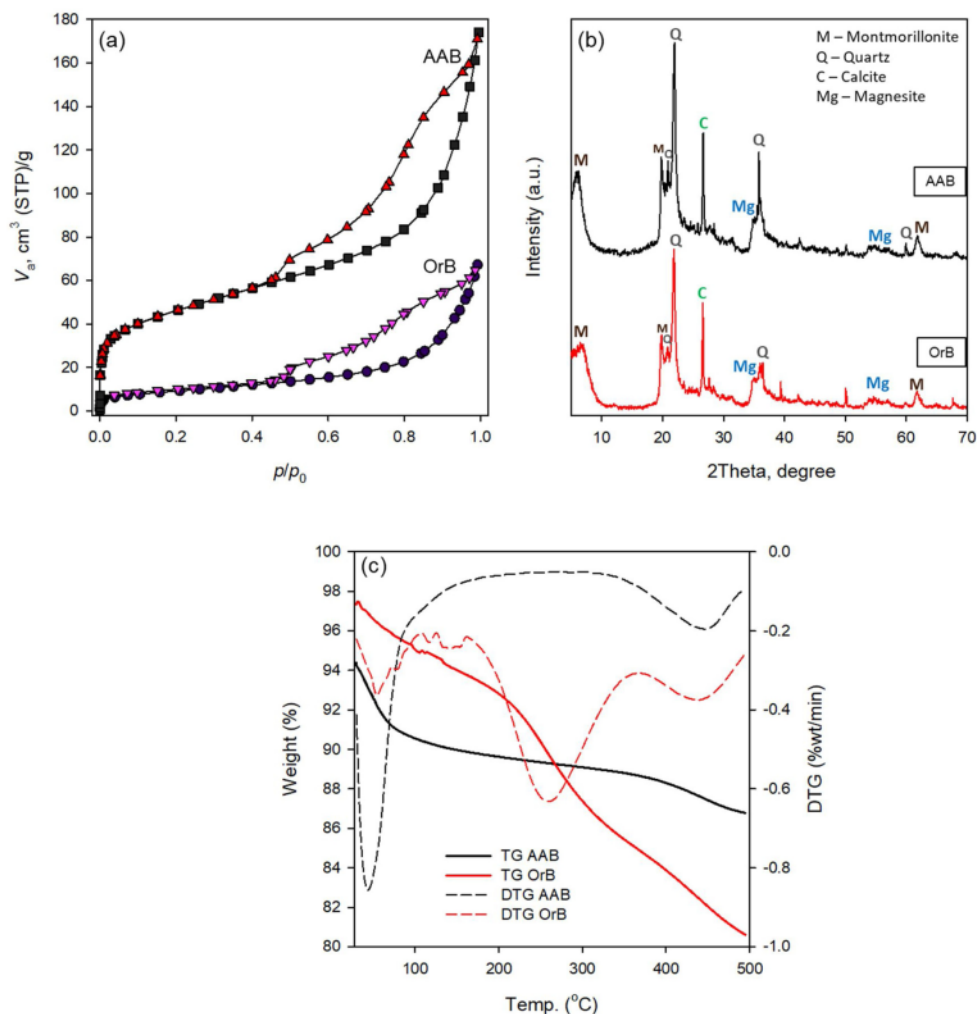 (a)
180
160
140
120
100
80
60
40
20
0
Vₐ, cm³ (STP)/g
AAB
OrB
0.0 0.2 0.4 0.6 0.8 1.0
p/p₀
(b)
M – Montmorillonite
Q – Quartz
C – Calcite
Mg – Magnesite
Intensity (a.u.)
M M Q Q C Mg Q Mg Q M
AAB
M M Q Q C Mg Q Mg M
OrB
10 20 30 40 50 60 70
2Theta, degree
(c)
100
98
96
94
92
90
88
86
84
82
80
Weight (%)
0.0
-0.2
-0.4
-0.6
-0.8
-1.0
DTG (%wt/min)
TG AAB
TG OrB
DTG AAB
DTG OrB
100 200 300 400 500
Temp. (°C)